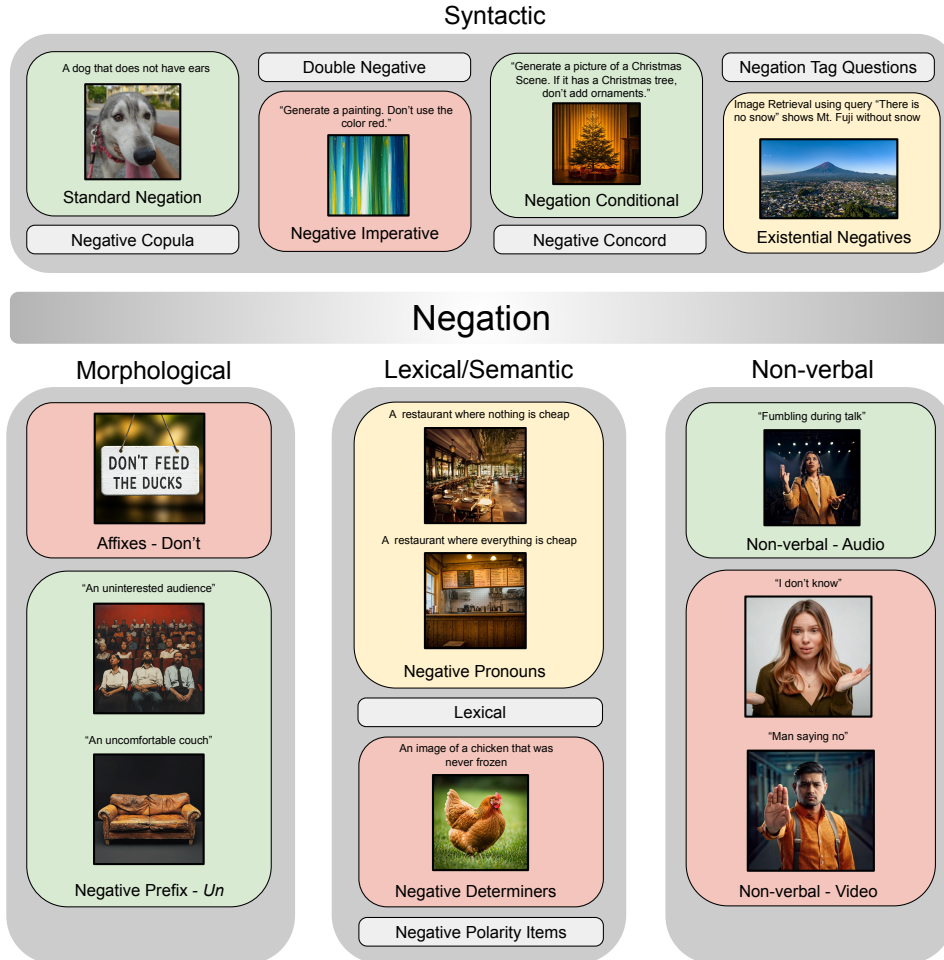 Syntactic
A dog that does not have ears
Standard Negation
Negative Copula
Double Negative
“Generate a painting. Don’t use the
color red.”
Negative Imperative
“Generate a picture of a Christmas
Scene. If it has a Christmas tree,
don’t add ornaments.”
Negation Conditional
Negative Concord
Negation Tag Questions
Image Retrieval using query “There is
no snow” shows Mt. Fuji without snow
Existential Negatives
Negation
Morphological
DON'T FEED
THE DUCKS
Affixes - Don’t
“An uninterested audience”
“An uncomfortable couch”
Negative Prefix - Un
Lexical/Semantic
A restaurant where nothing is cheap
A restaurant where everything is cheap
Negative Pronouns
Lexical
An image of a chicken that was
never frozen
Negative Determiners
Negative Polarity Items
Non-verbal
“Fumbling during talk”
Non-verbal - Audio
“I don’t know”
“Man saying no”
Non-verbal - Video